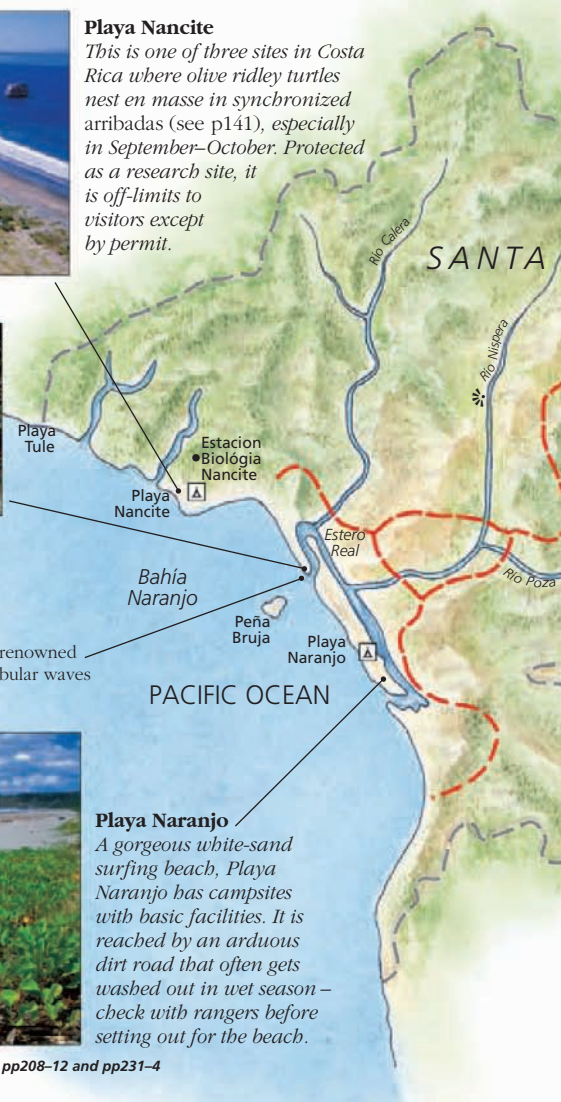 Playa Nancite
This is one of three sites in Costa
Rica where olive ridley turtles
nest en masse in synchronized
arribadas (see p141), especially
in September–October. Protected
as a research site, it
is off-limits to
visitors except
by permit.
Río Calera
SANTA
Río Nispera
Playa
Tule
Estacion
Biológia
Nancite
Playa
Nancite
Estero
Real
Bahía
Naranjo
Río Poza
Peña
Bruja
renowned
bular waves
Playa
Naranjo
PACIFIC OCEAN
Playa Naranjo
A gorgeous white-sand
surfing beach, Playa
Naranjo has campsites
with basic facilities. It is
reached by an arduous
dirt road that often gets
washed out in wet season –
check with rangers before
setting out for the beach.
pp208–12 and pp231–4